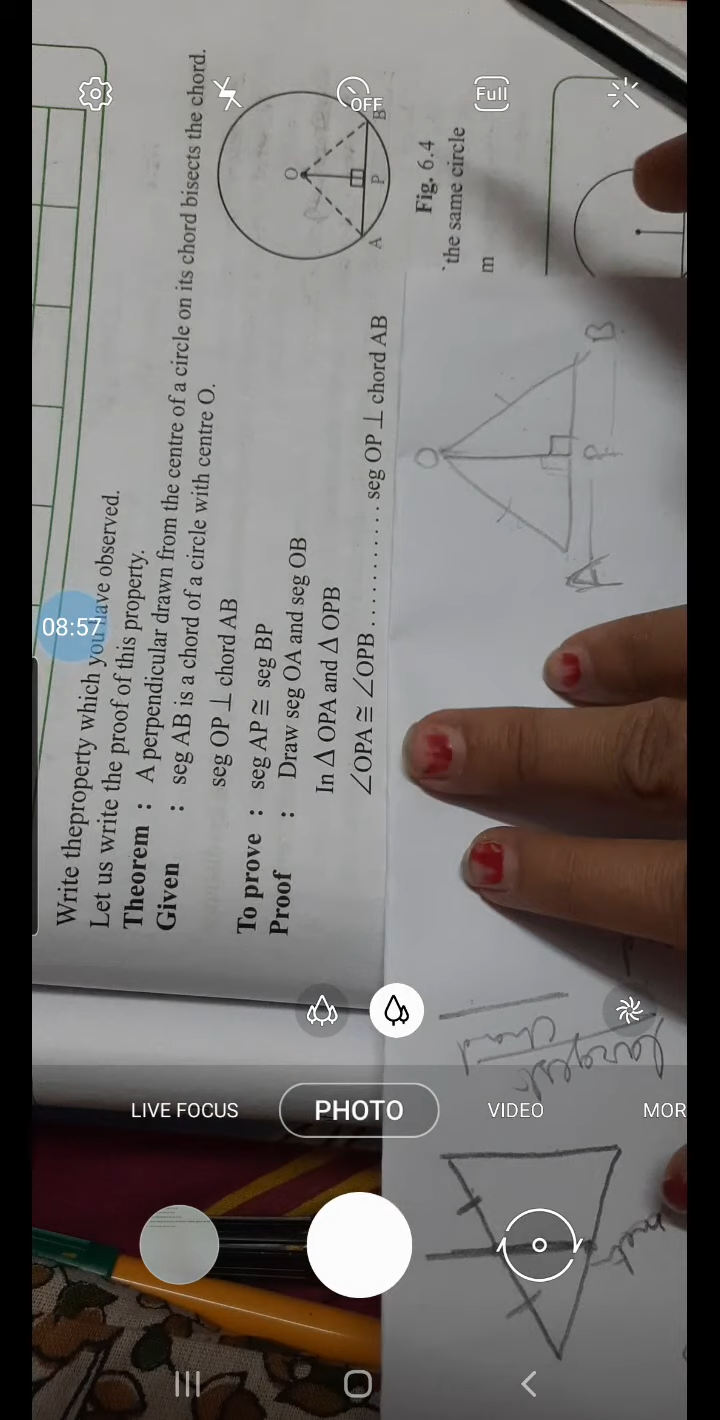 OFF
Full
Write theproperty which you have observed.
Let us write the proof of this property.
Theorem : A perpendicular drawn from the centre of a circle on its chord bisects the chord.
Given : seg AB is a chord of a circle with centre O.
seg OP ⊥ chord AB
To prove : seg AP ≅ seg BP
Proof : Draw seg OA and seg OB
In Δ OPA and Δ OPB
∠OPA ≅ ∠OPB . . . . . . . . . . . . seg OP ⊥ chord AB
O
A P B
Fig. 6.4
the same circle
m
O
A P B
Largest
chord
08:57
LIVE FOCUS PHOTO VIDEO MOR